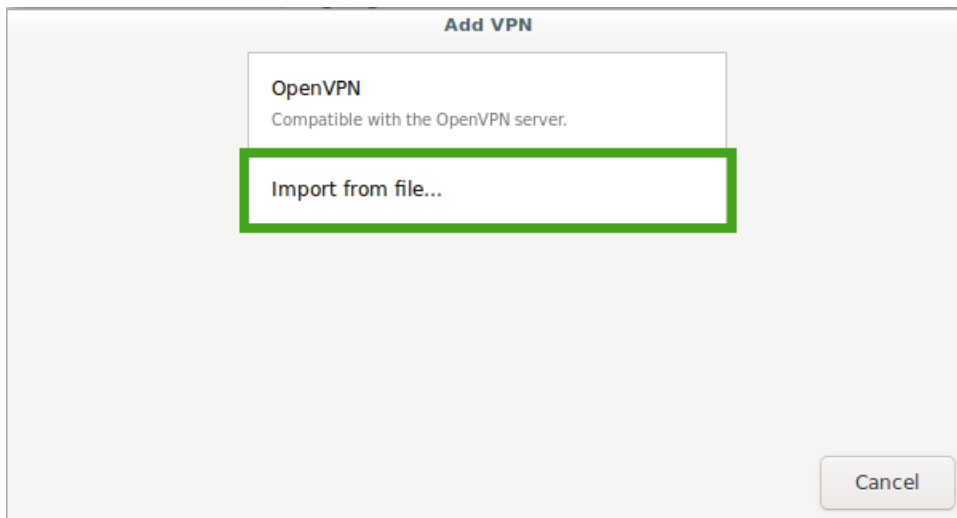 Add VPN
OpenVPN
Compatible with the OpenVPN server.
Import from file...
Cancel